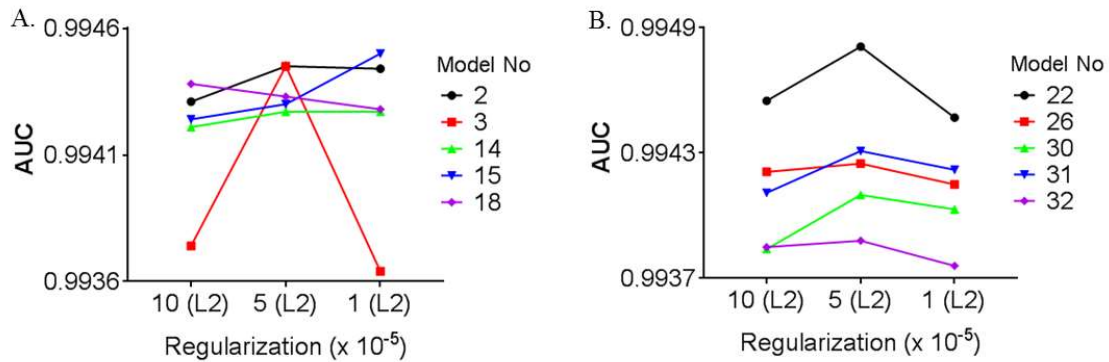 A.
0.9946
0.9941
0.9936
AUC
10 (L2) 5 (L2) 1 (L2)
Regularization (x 10⁻⁵)
Model No
2
3
14
15
18
B.
0.9949
0.9943
0.9937
AUC
10 (L2) 5 (L2) 1 (L2)
Regularization (x 10⁻⁵)
Model No
22
26
30
31
32